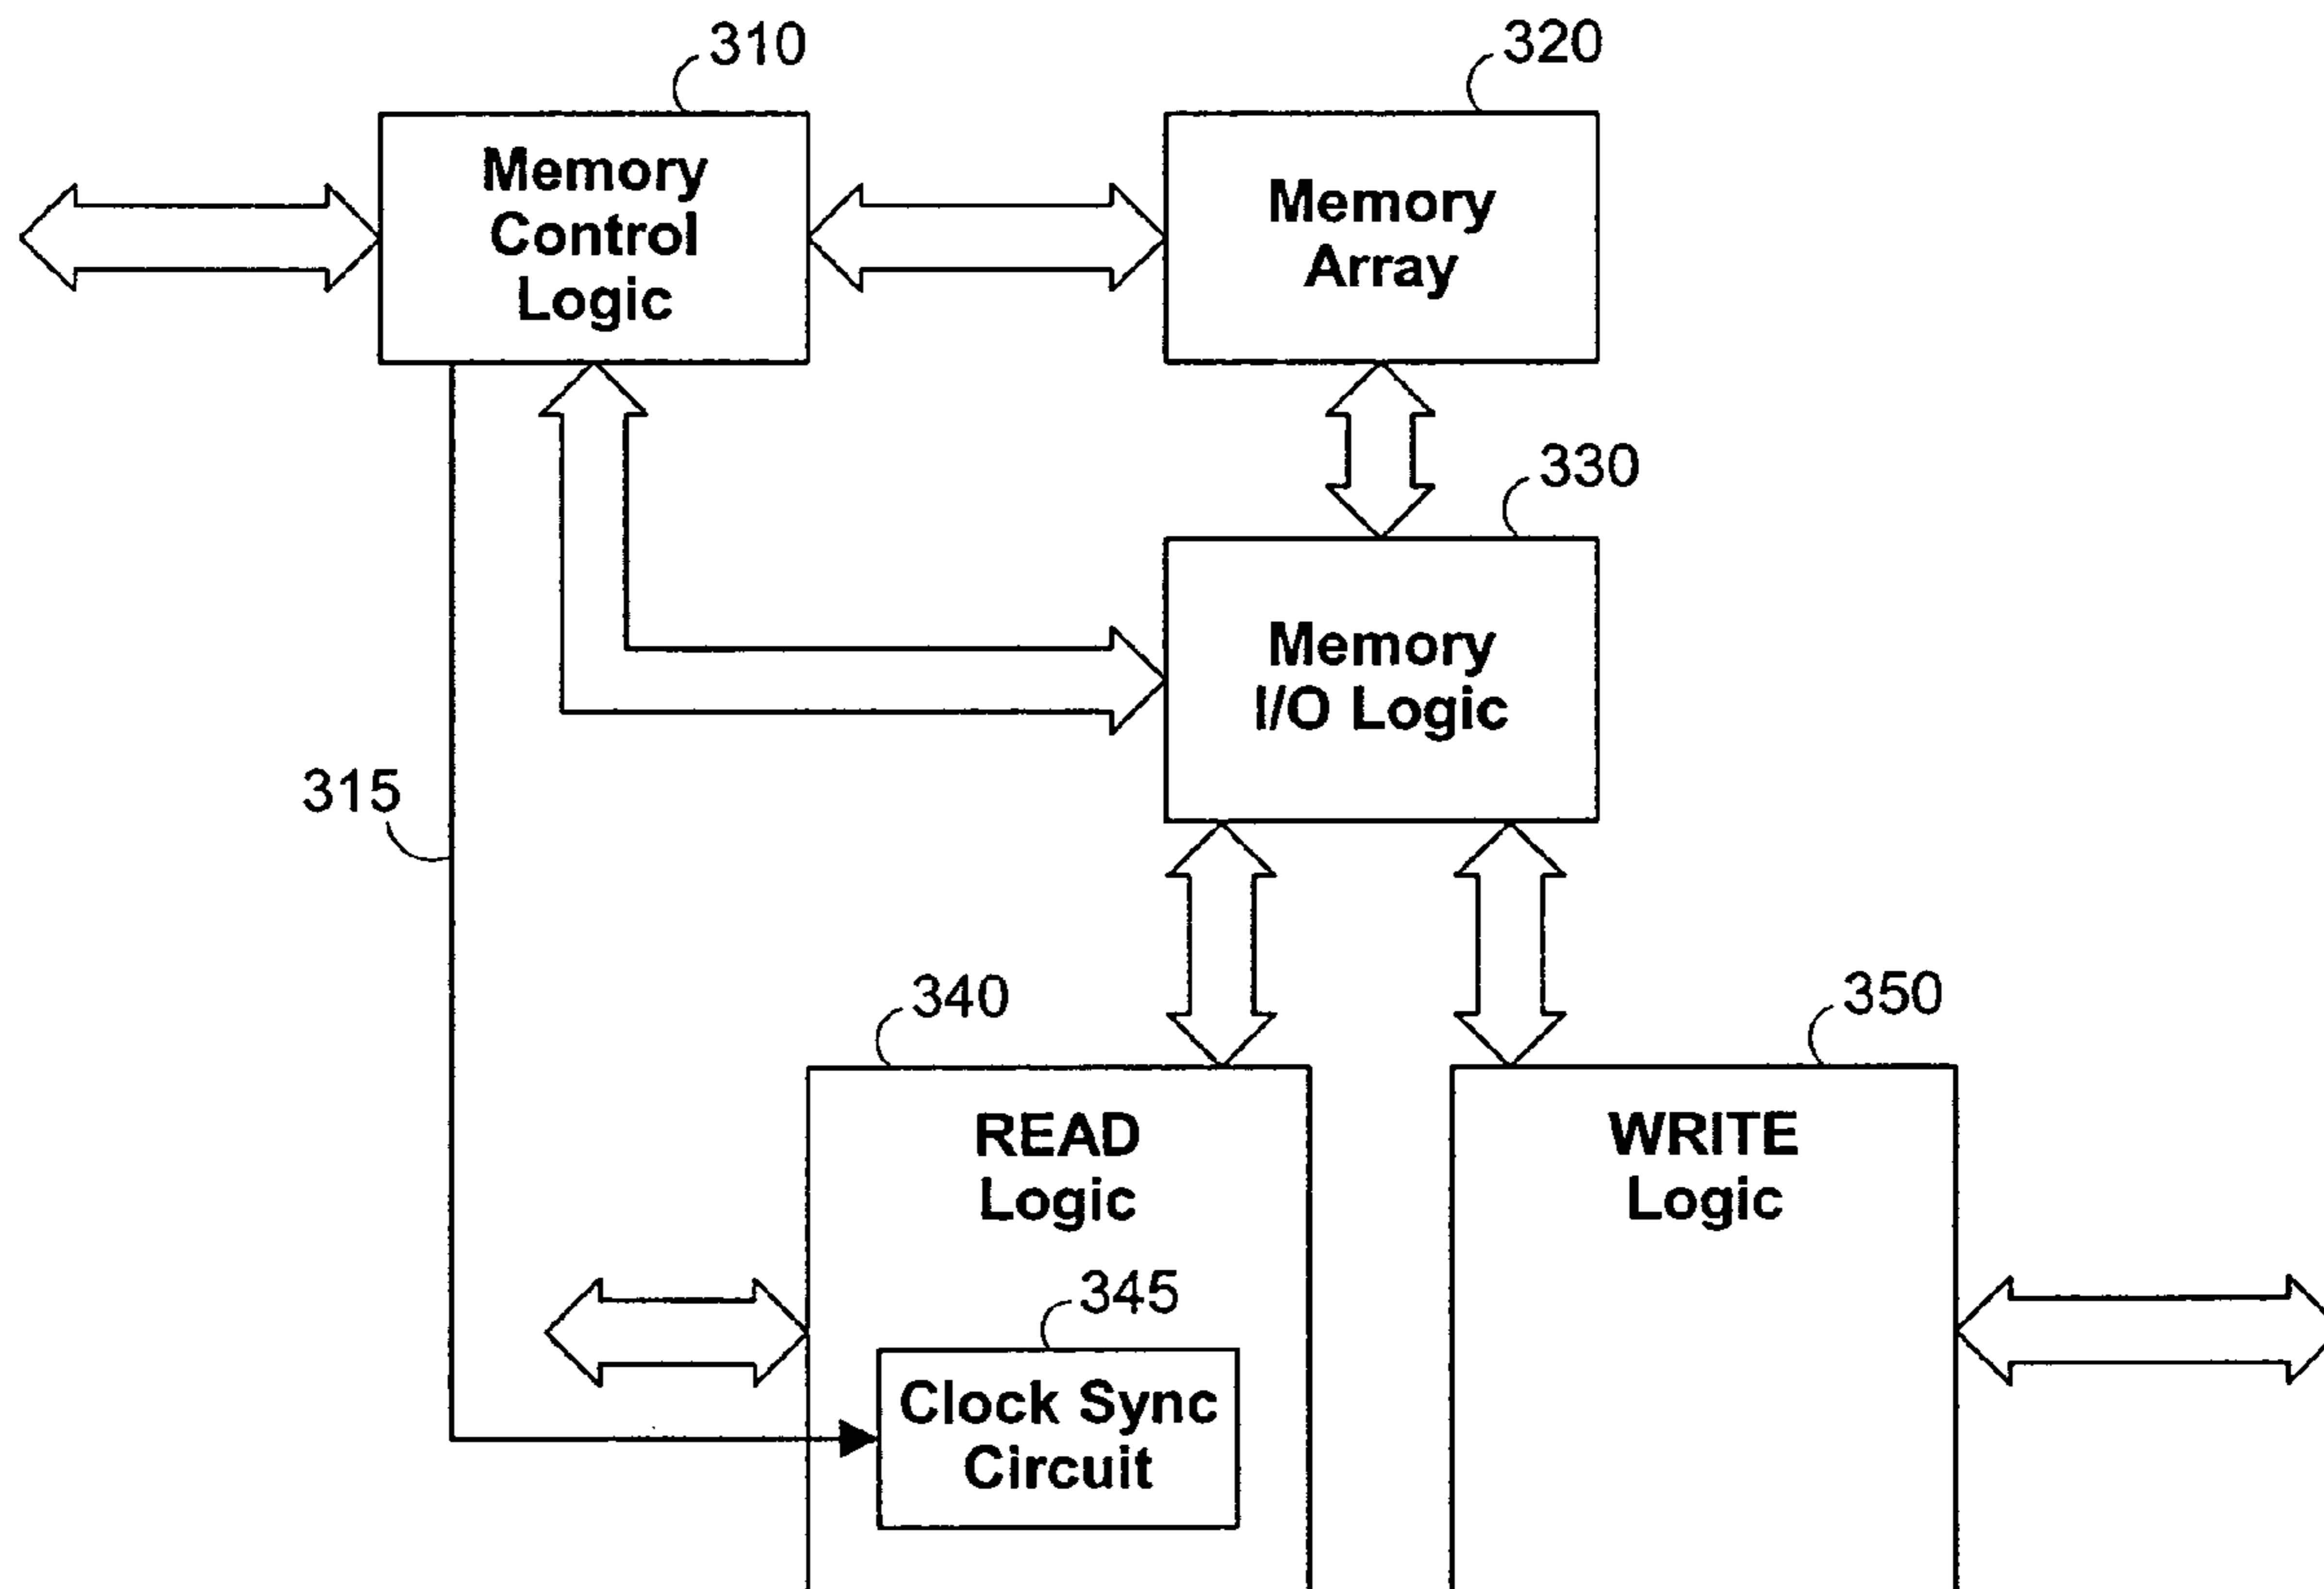 310
320
Memory
Control
Logic
Memory
Array
330
Memory
I/O Logic
315
340
350
READ
Logic
WRITE
Logic
345
Clock Sync
Circuit